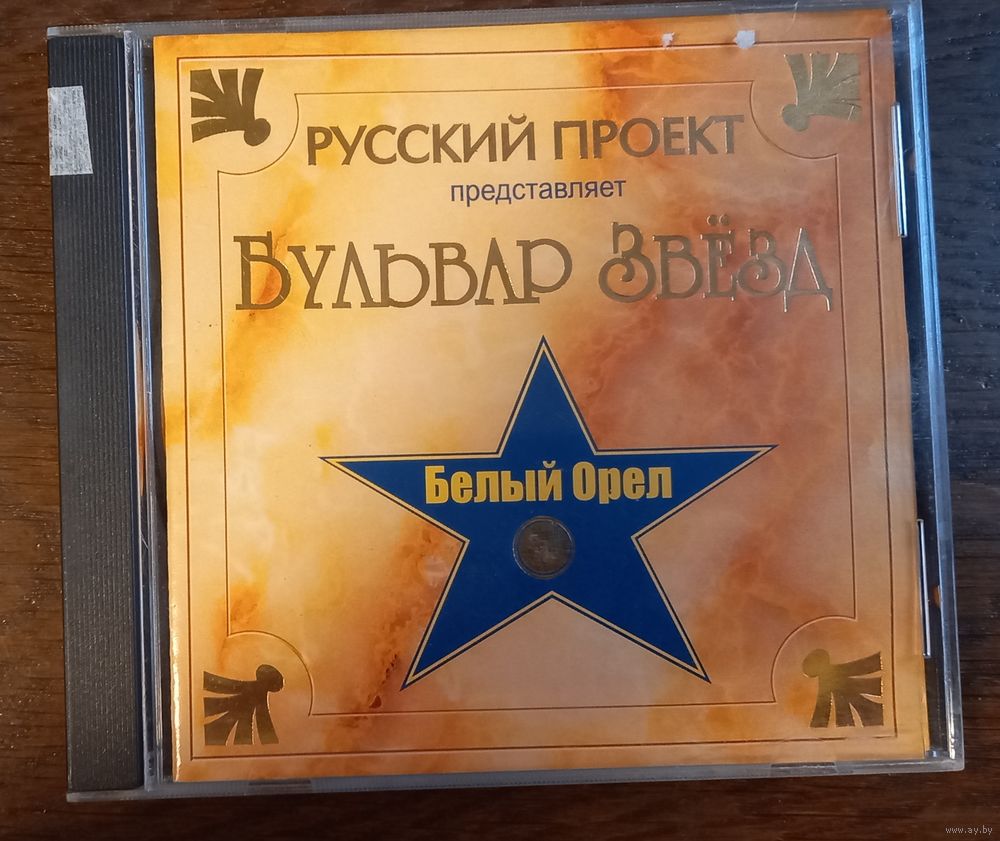 РУССКИЙ ПРОЕКТ
представляет
БУЛЬВАР ЗВЁЗД
Белый Орел
www.ay.by